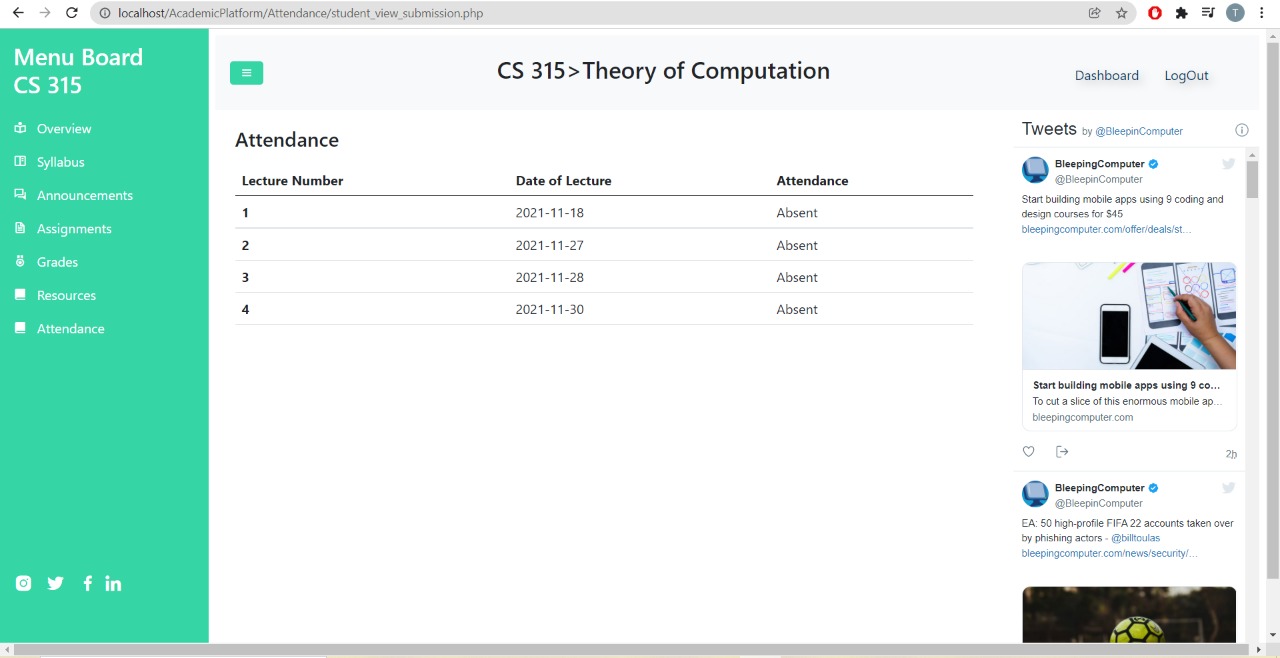 localhost/AcademicPlatform/Attendance/student_view_submission.php
T
Menu Board
CS 315
Overview
Syllabus
Announcements
Assignments
Grades
Resources
Attendance
CS 315>Theory of Computation
Dashboard LogOut
Attendance
Lecture Number Date of Lecture Attendance
1 2021-11-18 Absent
2 2021-11-27 Absent
3 2021-11-28 Absent
4 2021-11-30 Absent
Tweets by @BleepinComputer
BleepingComputer
@BleepinComputer
Start building mobile apps using 9 coding and
design courses for $45
bleepingcomputer.com/offer/deals/st…
Start building mobile apps using 9 co…
To cut a slice of this enormous mobile ap…
bleepingcomputer.com
2h
BleepingComputer
@BleepinComputer
EA: 50 high-profile FIFA 22 accounts taken over
by phishing actors - @billtoulas
bleepingcomputer.com/news/security/…